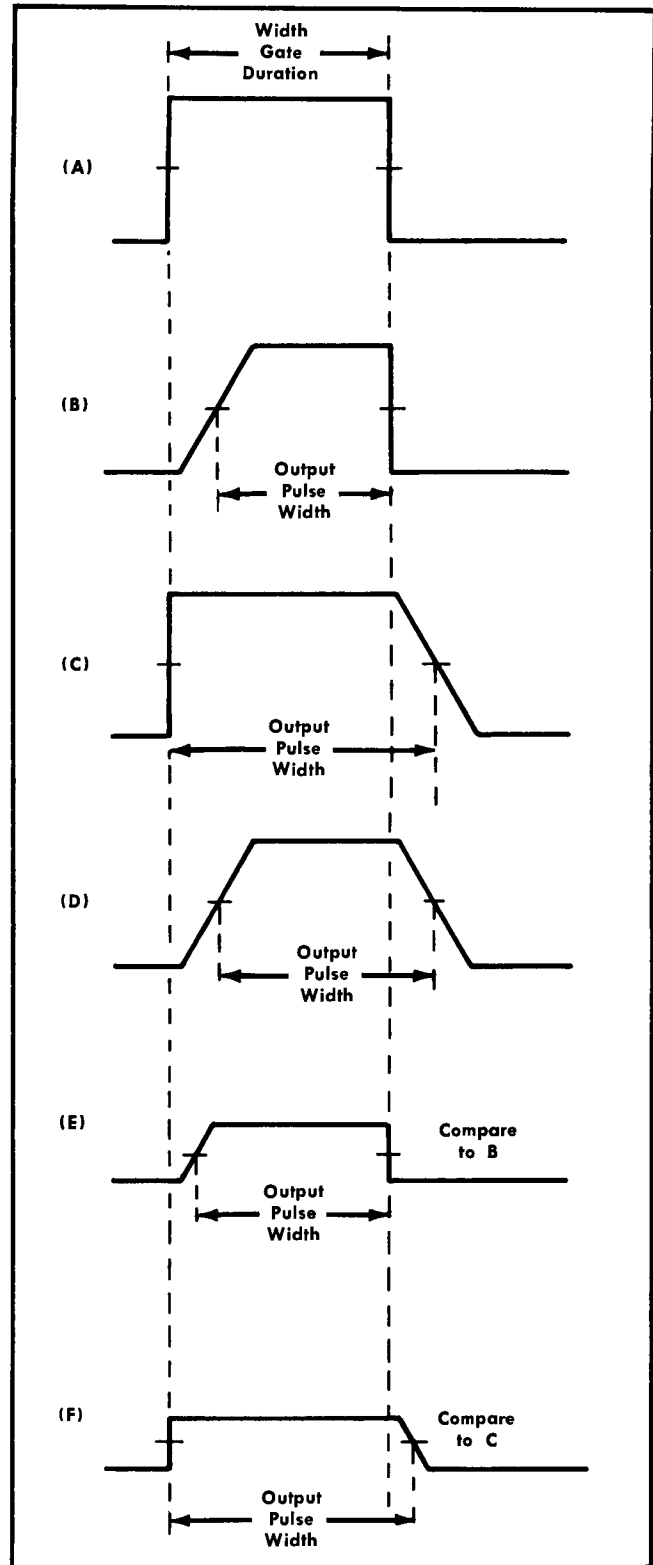 Width
Gate
Duration
(A)
(B)
Output
Pulse
Width
(C)
Output
Pulse
Width
(D)
Output
Pulse
Width
(E)
Compare
to B
Output
Pulse
Width
(F)
Compare
to C
Output
Pulse
Width